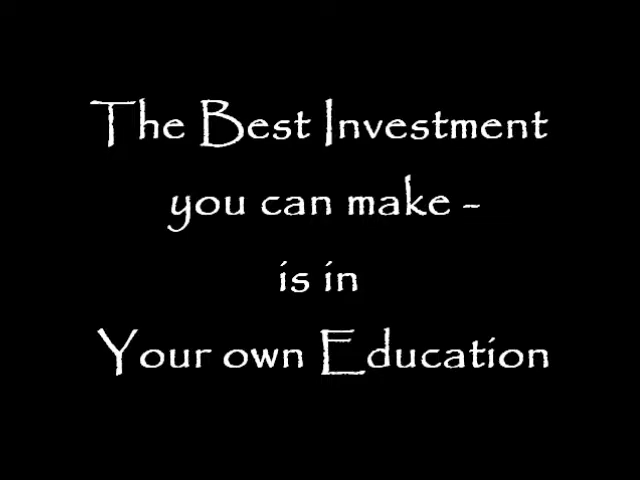 The Best Investment
you can make -
is in
Your own Education